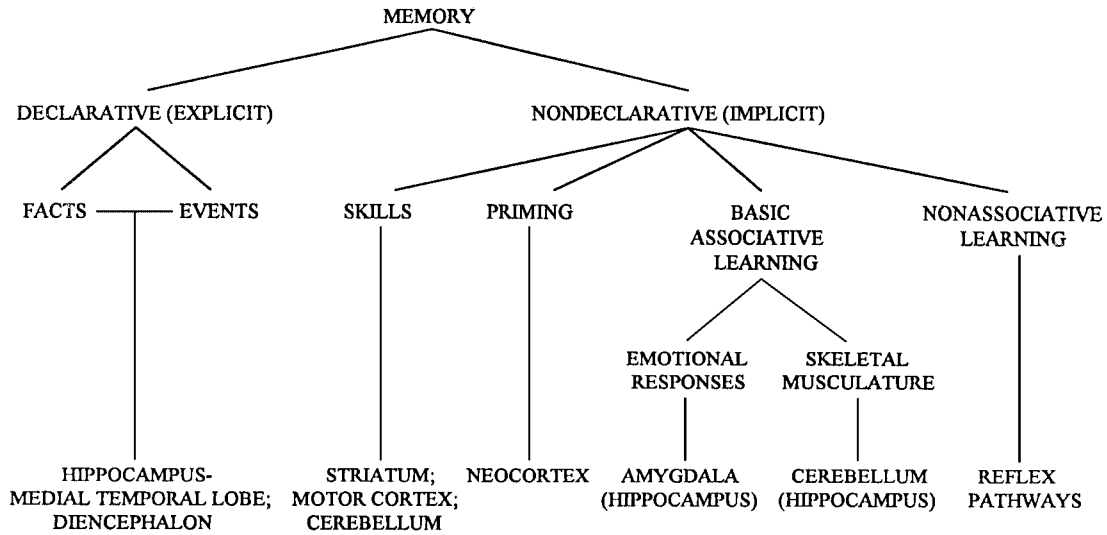 MEMORY
DECLARATIVE (EXPLICIT)
NONDECLARATIVE (IMPLICIT)
FACTS
EVENTS
SKILLS
PRIMING
BASIC
ASSOCIATIVE
LEARNING
NONASSOCIATIVE
LEARNING
EMOTIONAL
RESPONSES
SKELETAL
MUSCULATURE
HIPPOCAMPUS-
MEDIAL TEMPORAL LOBE;
DIENCEPHALON
STRIATUM;
MOTOR CORTEX;
CEREBELLUM
NEOCORTEX
AMYGDALA
(HIPPOCAMPUS)
CEREBELLUM
(HIPPOCAMPUS)
REFLEX
PATHWAYS